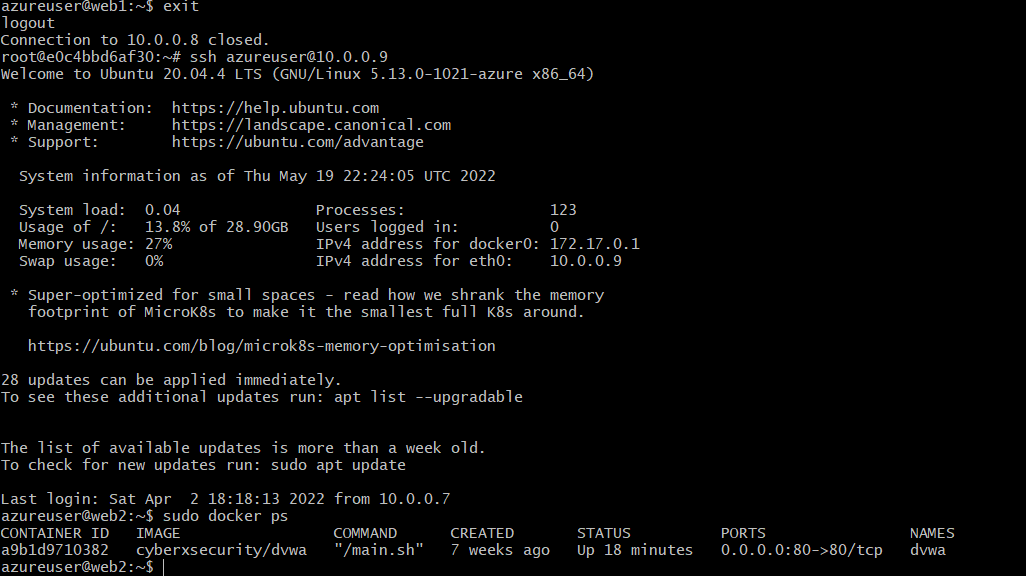 azureuser@web1:~$ exit
logout
Connection to 10.0.0.8 closed.
root@e0c4bbd6af30:~# ssh azureuser@10.0.0.9
Welcome to Ubuntu 20.04.4 LTS (GNU/Linux 5.13.0-1021-azure x86_64)

 * Documentation:  https://help.ubuntu.com
 * Management:     https://landscape.canonical.com
 * Support:        https://ubuntu.com/advantage

  System information as of Thu May 19 22:24:05 UTC 2022

  System load:  0.04               Processes:                123
  Usage of /:   13.8% of 28.90GB   Users logged in:          0
  Memory usage: 27%                IPv4 address for docker0: 172.17.0.1
  Swap usage:   0%                 IPv4 address for eth0:    10.0.0.9

 * Super-optimized for small spaces - read how we shrank the memory
   footprint of MicroK8s to make it the smallest full K8s around.

   https://ubuntu.com/blog/microk8s-memory-optimisation

28 updates can be applied immediately.
To see these additional updates run: apt list --upgradable


The list of available updates is more than a week old.
To check for new updates run: sudo apt update

Last login: Sat Apr  2 18:18:13 2022 from 10.0.0.7
azureuser@web2:~$ sudo docker ps
CONTAINER ID   IMAGE                 COMMAND      CREATED       STATUS          PORTS                NAMES
a9b1d9710382   cyberxsecurity/dvwa   "/main.sh"   7 weeks ago   Up 18 minutes   0.0.0.0:80->80/tcp   dvwa
azureuser@web2:~$